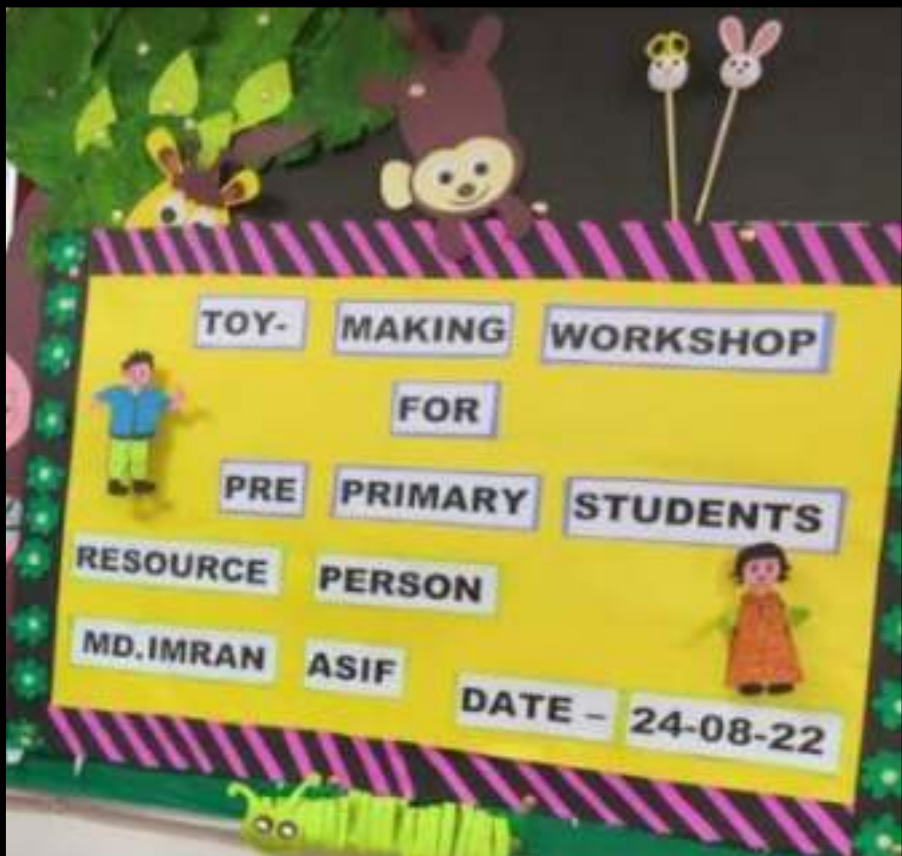 TOY- MAKING WORKSHOP
FOR
PRE PRIMARY STUDENTS
RESOURCE PERSON
MD.IMRAN ASIF
DATE – 24-08-22